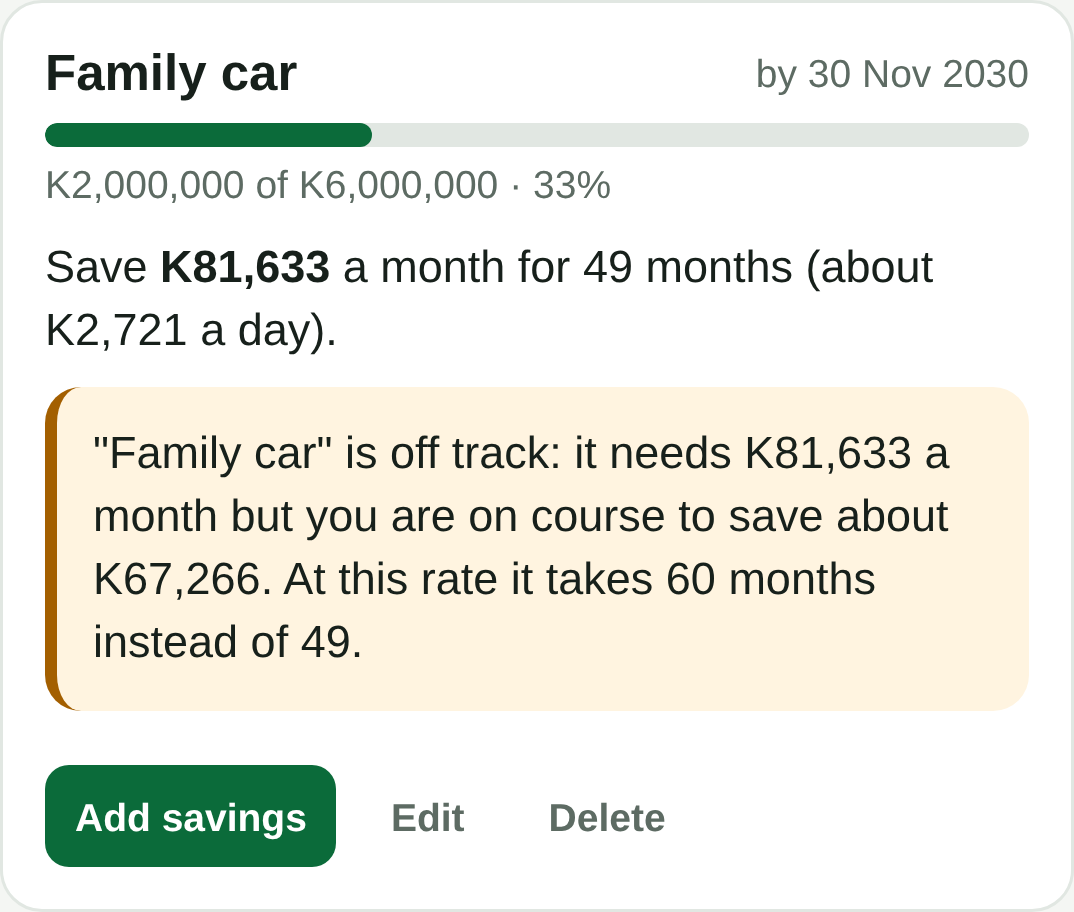 Family car
by 30 Nov 2030
K2,000,000 of K6,000,000 · 33%
Save K81,633 a month for 49 months (about
K2,721 a day).
"Family car" is off track: it needs K81,633 a
month but you are on course to save about
K67,266. At this rate it takes 60 months
instead of 49.
Add savings
Edit
Delete